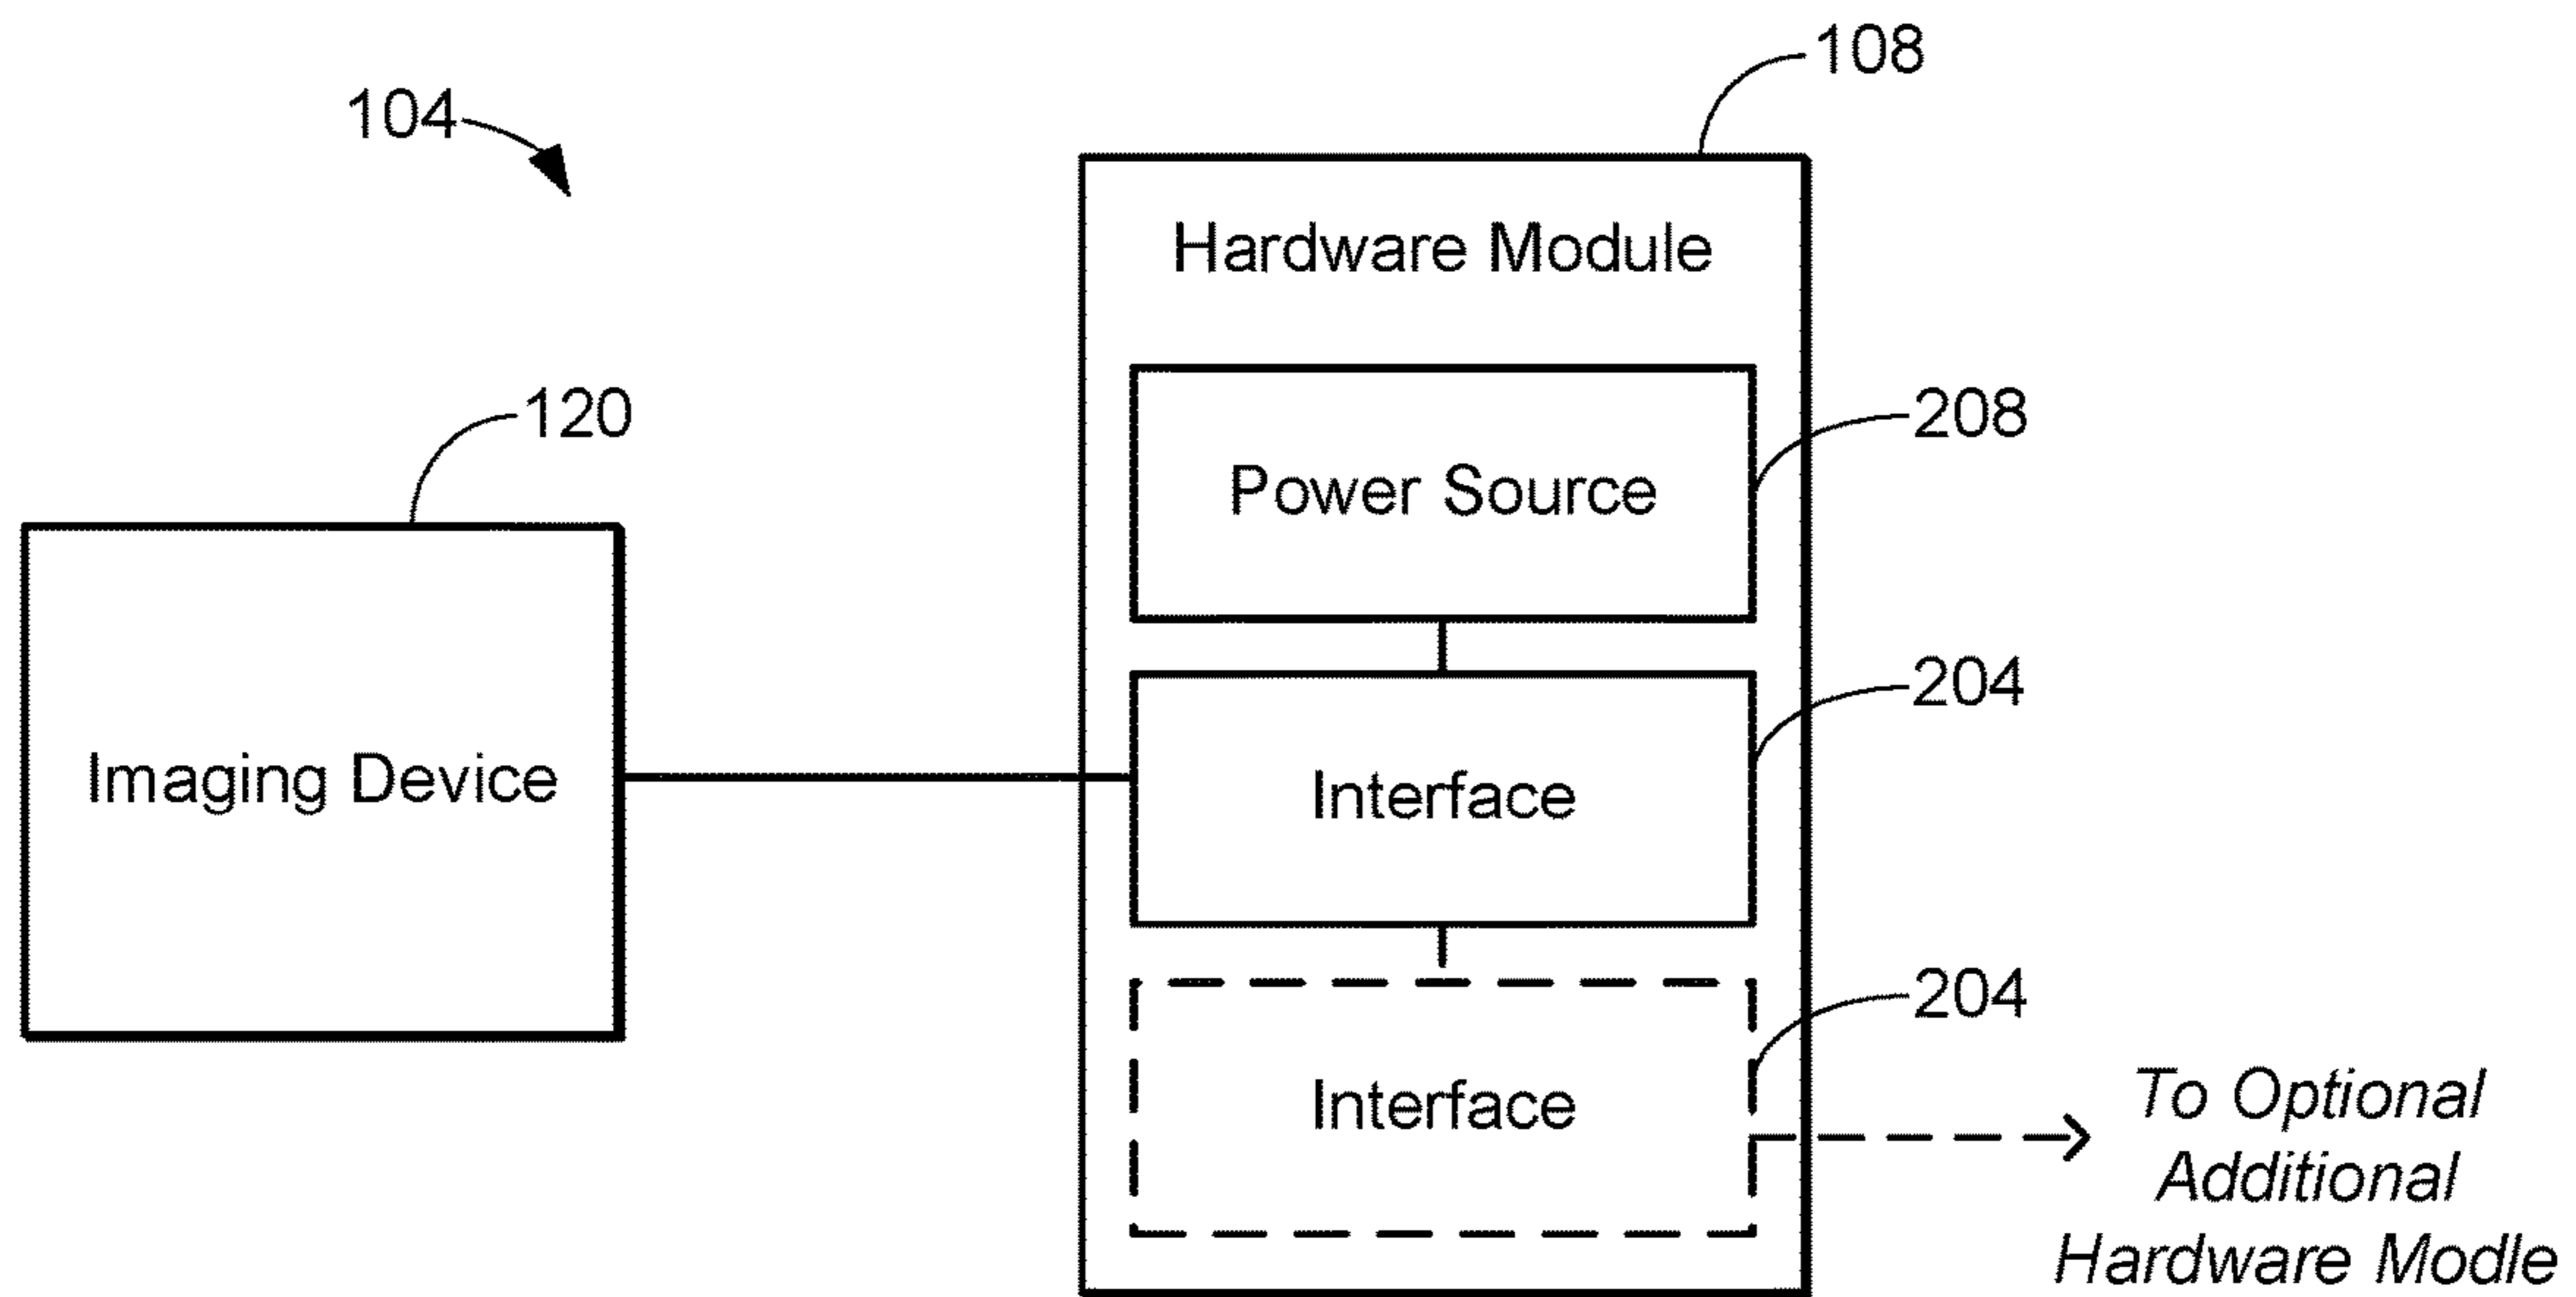 108
104
Hardware Module
120
208
Power Source
204
Imaging Device
Interface
204
Interface
To Optional
Additional
Hardware Modle